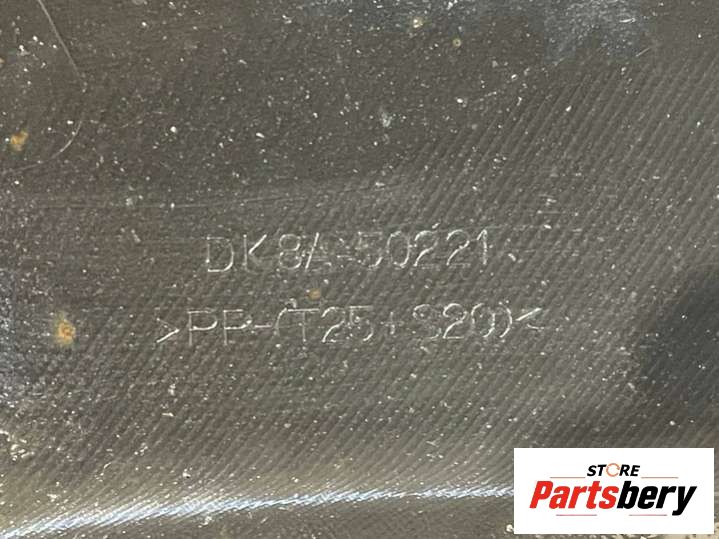 DK8A-50221
>PP-(T25+S20)<
STORE
Partsbery